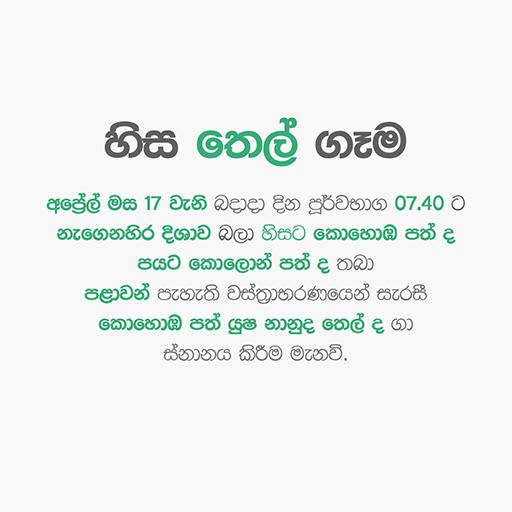 හිස තෙල් ගෑම
අප්‍රේල් මස 17 වැනි බදාදා දින පූර්වභාග 07.40 ට
නැගෙනහිර දිශාව බලා හිසට කොහොඹ පත් ද
පයට කොලොන් පත් ද තබා
පළාවන් පැහැති වස්ත්‍රාභරණයෙන් සැරසී
කොහොඹ පත් යුෂ නානුද තෙල් ද ගා
ස්නානය කිරීම මැනවි.